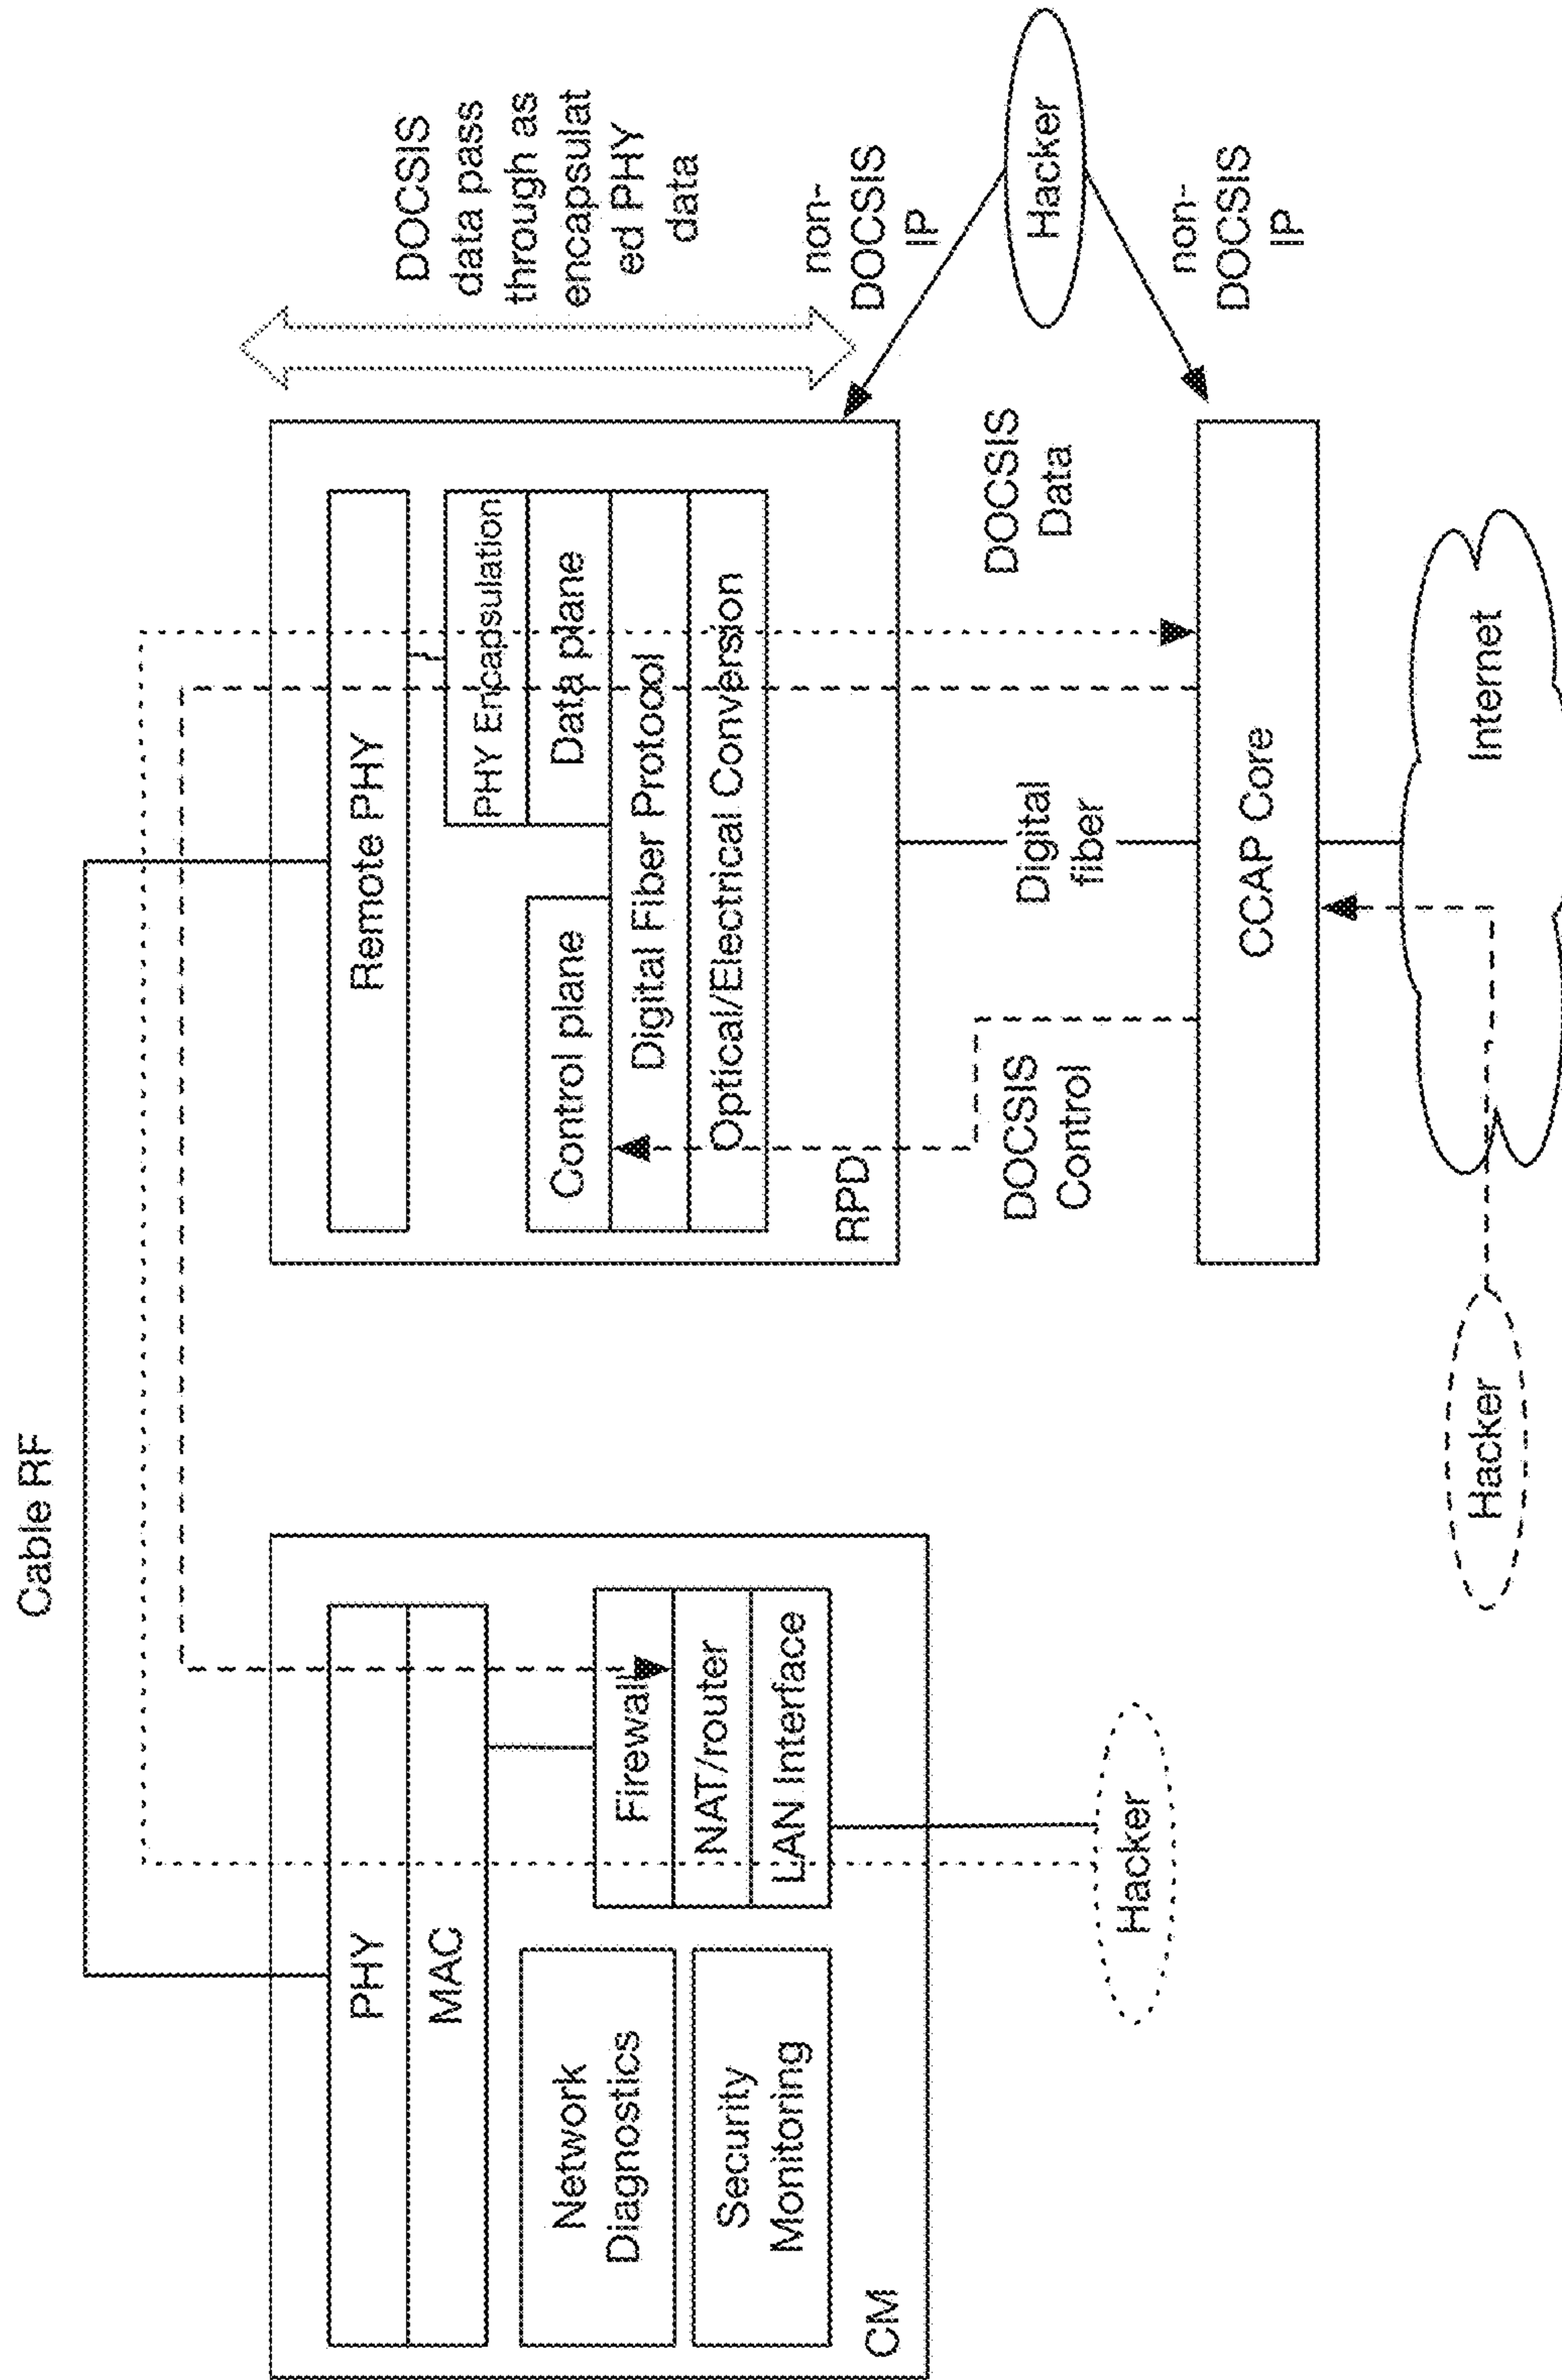 Cable RF
PHY
MAC
Network
Diagnostics
Security
Monitoring
Firewall
NAT/router
LAN Interface
CM
Hacker
Remote PHY
PHY Encapsulation
Control plane
Data plane
Digital Fiber Protocol
Optical/Electrical Conversion
RPD
DOCSIS
data pass
through as
encapsulat
ed PHY
data
non-
DOCSIS
IP
Hacker
non-
DOCSIS
IP
DOCSIS
Control
Digital
fiber
DOCSIS
Data
CCAP Core
Hacker
Internet